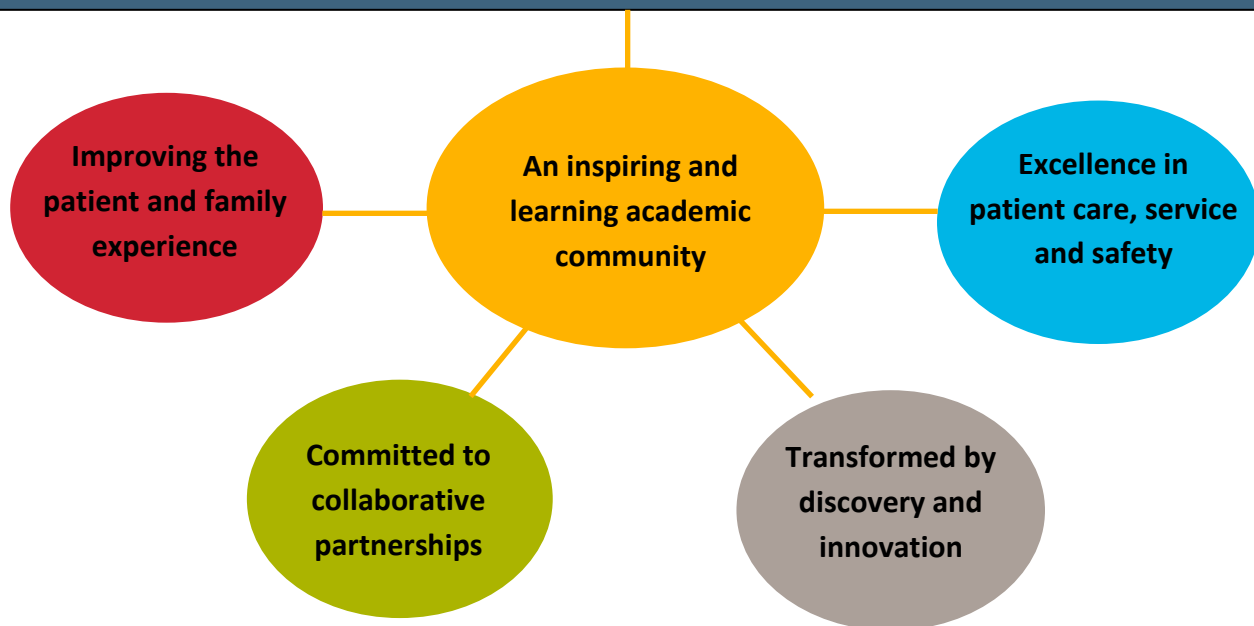 Improving the
patient and family
experience
An inspiring and
learning academic
community
Excellence in
patient care, service
and safety
Committed to
collaborative
partnerships
Transformed by
discovery and
innovation